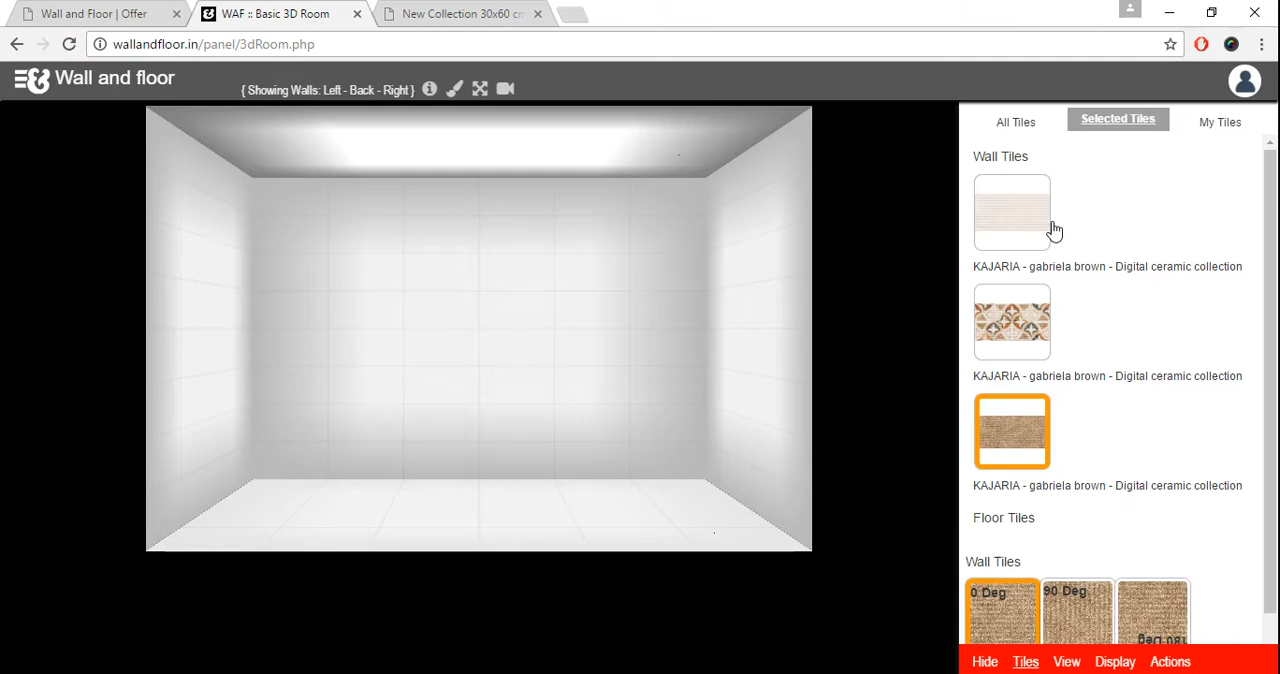 Wall and Floor | Offer
WAF :: Basic 3D Room
New Collection 30x60 cm
wallandfloor.in/panel/3dRoom.php
Wall and floor
{ Showing Walls: Left - Back - Right }
All Tiles
Selected Tiles
My Tiles
Wall Tiles
KAJARIA - gabriela brown - Digital ceramic collection
KAJARIA - gabriela brown - Digital ceramic collection
KAJARIA - gabriela brown - Digital ceramic collection
Floor Tiles
Wall Tiles
0 Deg
90 Deg
180 Deg
Hide
Tiles
View
Display
Actions